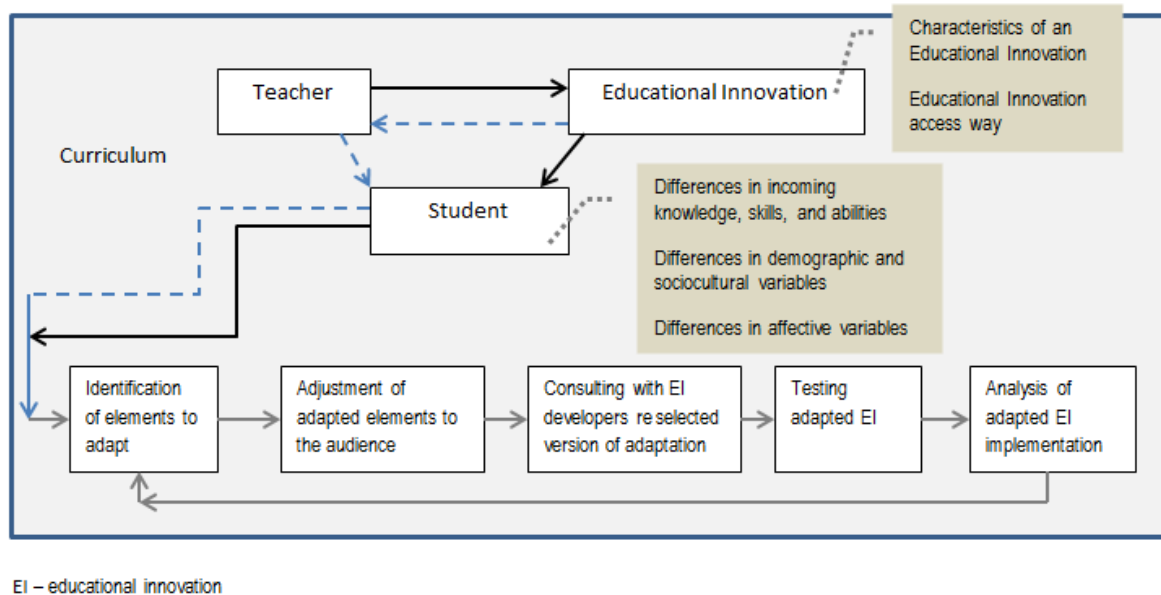 Characteristics of an
Educational Innovation
Educational Innovation
access way
Teacher
Educational Innovation
Curriculum
Student
Differences in incoming
knowledge, skills, and abilities
Differences in demographic and
sociocultural variables
Differences in affective variables
Identification
of elements to
adapt
Adjustment of
adapted elements to
the audience
Consulting with EI
developers re selected
version of adaptation
Testing
adapted EI
Analysis of
adapted EI
implementation
EI – educational innovation